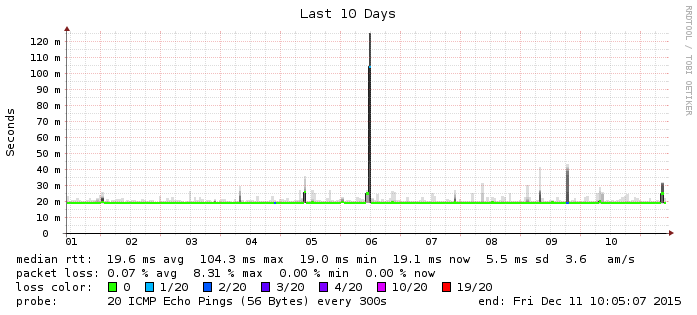 Last 10 Days
RRDTOOL / TOBI OETIKER
Seconds
120 m
110 m
100 m
90 m
80 m
70 m
60 m
50 m
40 m
30 m
20 m
10 m
0
01 02 03 04 05 06 07 08 09 10
median rtt: 19.6 ms avg 104.3 ms max 19.0 ms min 19.1 ms now 5.5 ms sd 3.6 am/s
packet loss: 0.07 % avg 8.31 % max 0.00 % min 0.00 % now
loss color: 0 1/20 2/20 3/20 4/20 10/20 19/20
probe: 20 ICMP Echo Pings (56 Bytes) every 300s end: Fri Dec 11 10:05:07 2015